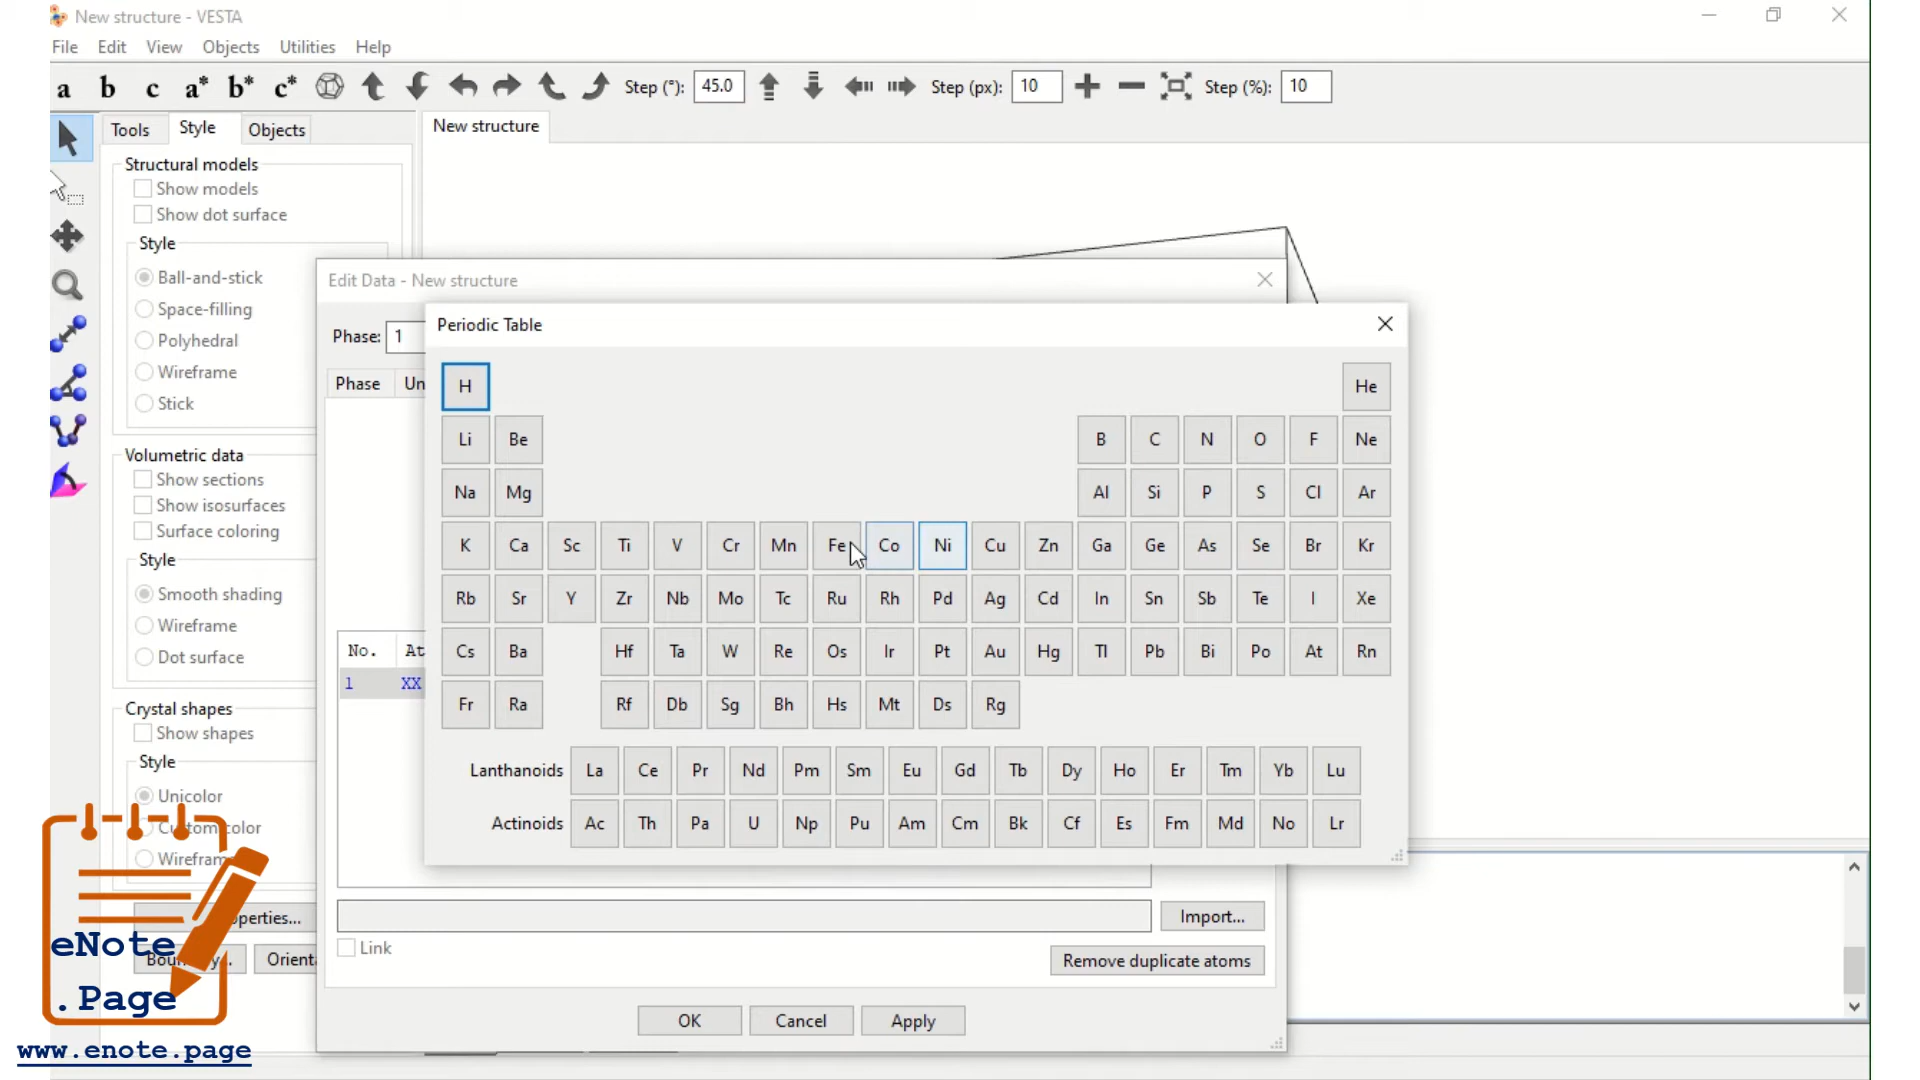 New structure - VESTA
File Edit View Objects Utilities Help
a b c a* b* c* Step (°): 45.0 Step (px): 10 Step (%): 10
Tools Style Objects New structure
Structural models
Show models
Show dot surface
Style
Ball-and-stick
Space-filling
Polyhedral
Wireframe
Stick
Volumetric data
Show sections
Show isosurfaces
Surface coloring
Style
Smooth shading
Wireframe
Dot surface
Crystal shapes
Show shapes
Style
Unicolor
Custom color
Wirefram
operties...
Orient
Edit Data - New structure
Phase: 1
Phase Un
No. At
1 XX
Periodic Table
H He
Li Be B C N O F Ne
Na Mg Al Si P S Cl Ar
K Ca Sc Ti V Cr Mn Fe Co Ni Cu Zn Ga Ge As Se Br Kr
Rb Sr Y Zr Nb Mo Tc Ru Rh Pd Ag Cd In Sn Sb Te I Xe
Cs Ba Hf Ta W Re Os Ir Pt Au Hg Tl Pb Bi Po At Rn
Fr Ra Rf Db Sg Bh Hs Mt Ds Rg
Lanthanoids La Ce Pr Nd Pm Sm Eu Gd Tb Dy Ho Er Tm Yb Lu
Actinoids Ac Th Pa U Np Pu Am Cm Bk Cf Es Fm Md No Lr
Import...
Link
Remove duplicate atoms
OK Cancel Apply
eNote
.Page
www.enote.page